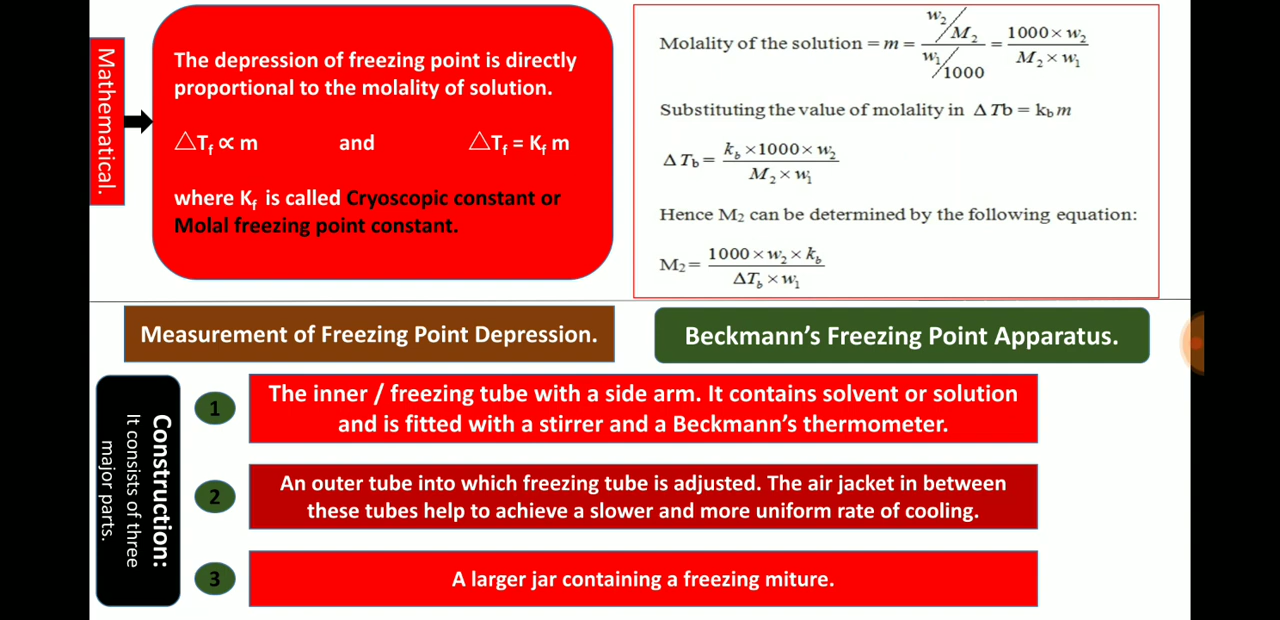 Mathematical.
The depression of freezing point is directly
proportional to the molality of solution.
△Tf ∝ m and △Tf = Kf m
where Kf is called Cryoscopic constant or
Molal freezing point constant.
Molality of the solution = m = (w₂/M₂)/(w₁/1000) = (1000 × w₂)/(M₂ × w₁)
Substituting the value of molality in Δ Tb = kb m
Δ Tb = (kb × 1000 × w₂)/(M₂ × w₁)
Hence M₂ can be determined by the following equation:
M₂ = (1000 × w₂ × kb)/(ΔTb × w₁)
Measurement of Freezing Point Depression.
Beckmann’s Freezing Point Apparatus.
Construction:
It consists of three
major parts.
1
The inner / freezing tube with a side arm. It contains solvent or solution
and is fitted with a stirrer and a Beckmann’s thermometer.
2
An outer tube into which freezing tube is adjusted. The air jacket in between
these tubes help to achieve a slower and more uniform rate of cooling.
3
A larger jar containing a freezing miture.